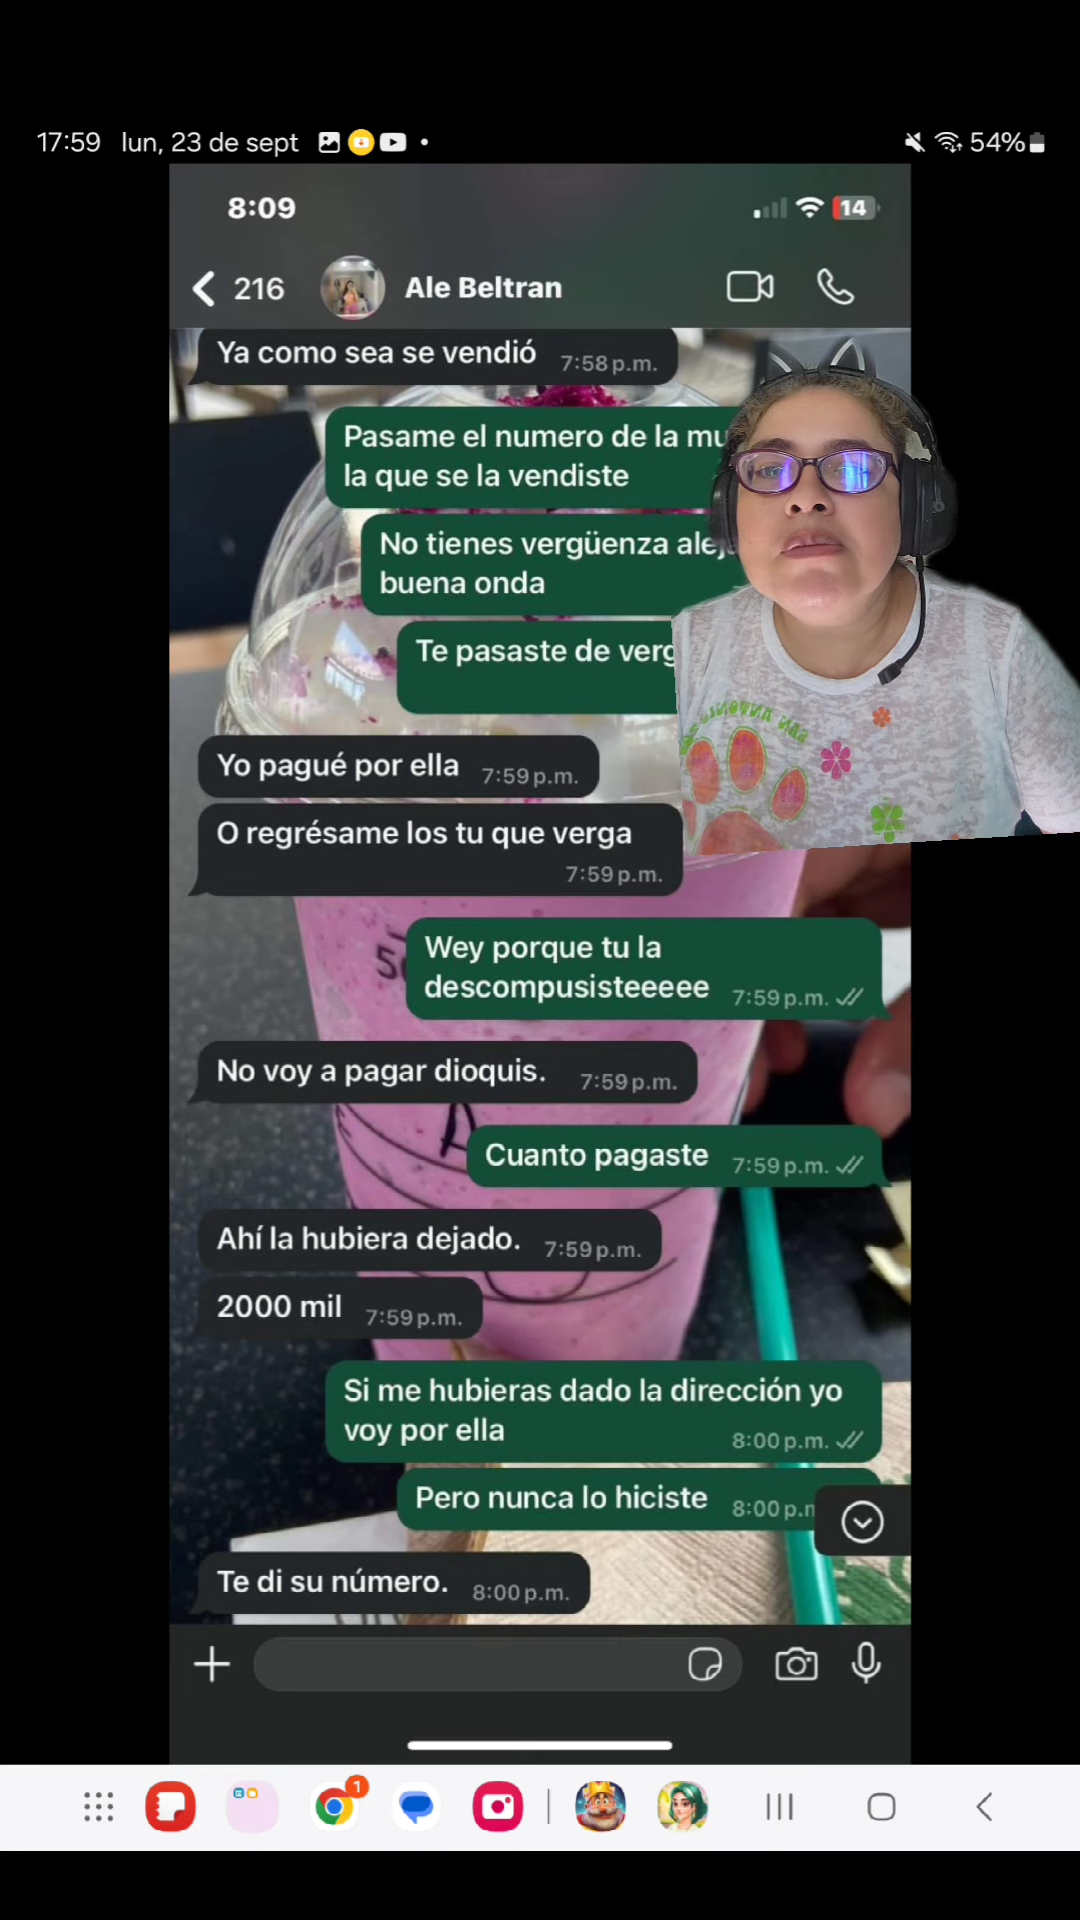 17:59 lun, 23 de sept
54%
8:09
14
216 Ale Beltran
Ya como sea se vendió 7:58 p.m.
Pasame el numero de la
la que se la vendiste
No tienes vergüenza
buena onda
Te pasaste de
Yo pagué por ella 7:59 p.m.
O regrésame los tu que verga
7:59 p.m.
SAN ANTONIO
Wey porque tu la
descompusisteeeee 7:59 p.m.
No voy a pagar dioquis. 7:59 p.m.
Cuanto pagaste 7:59 p.m.
Ahí la hubiera dejado. 7:59 p.m.
2000 mil 7:59 p.m.
Si me hubieras dado la dirección yo
voy por ella 8:00 p.m.
Pero nunca lo hiciste 8:00 p.m
Te di su número. 8:00 p.m.
1